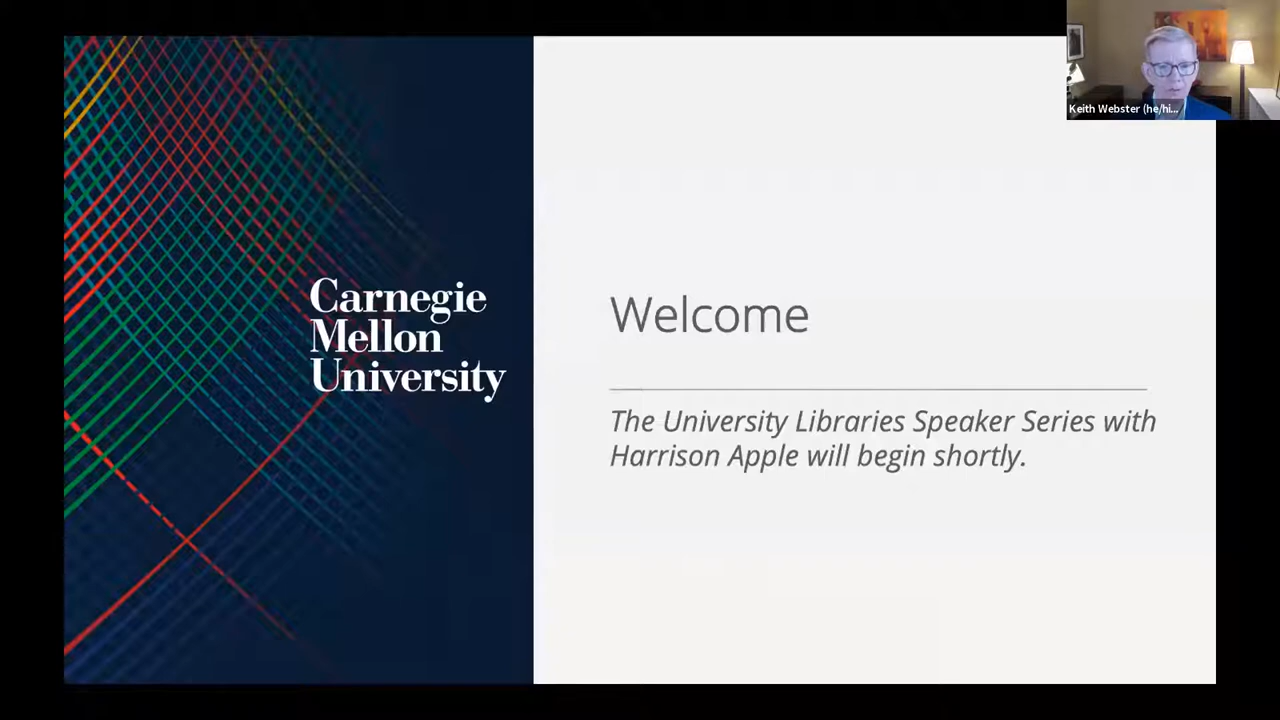 Keith Webster (he/hi...
Carnegie
Mellon
University
Welcome
The University Libraries Speaker Series with
Harrison Apple will begin shortly.